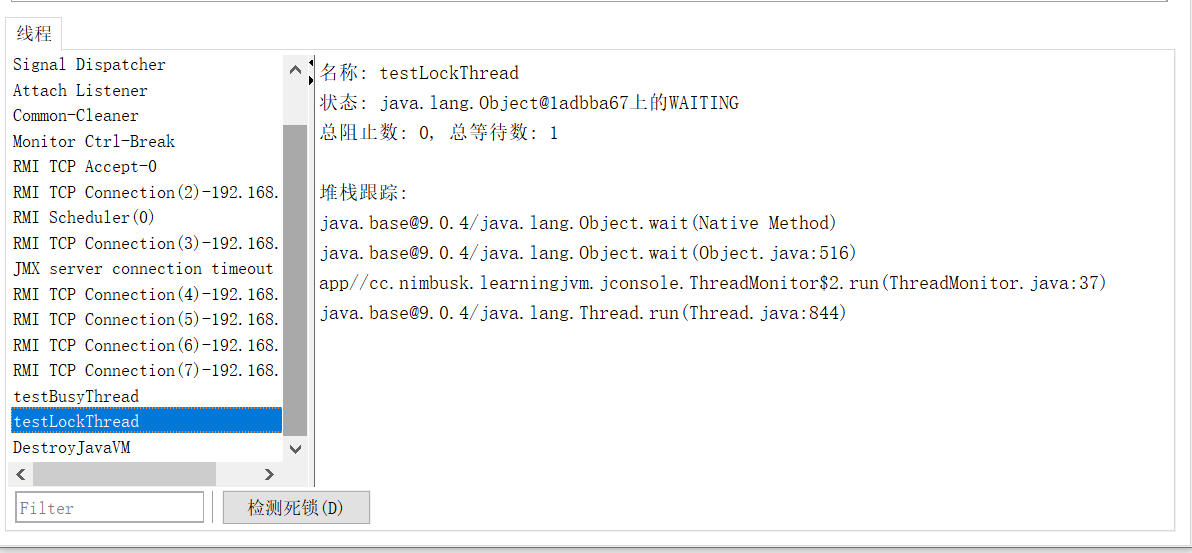 线程
Signal Dispatcher
Attach Listener
Common-Cleaner
Monitor Ctrl-Break
RMI TCP Accept-0
RMI TCP Connection(2)-192.168.
RMI Scheduler(0)
RMI TCP Connection(3)-192.168.
JMX server connection timeout
RMI TCP Connection(4)-192.168.
RMI TCP Connection(5)-192.168.
RMI TCP Connection(6)-192.168.
RMI TCP Connection(7)-192.168.
testBusyThread
testLockThread
DestroyJavaVM
Filter
检测死锁(D)
名称: testLockThread
状态: java.lang.Object@1adbba67上的WAITING
总阻止数: 0, 总等待数: 1
堆栈跟踪:
java.base@9.0.4/java.lang.Object.wait(Native Method)
java.base@9.0.4/java.lang.Object.wait(Object.java:516)
app//cc.nimbusk.learningjvm.jconsole.ThreadMonitor$2.run(ThreadMonitor.java:37)
java.base@9.0.4/java.lang.Thread.run(Thread.java:844)